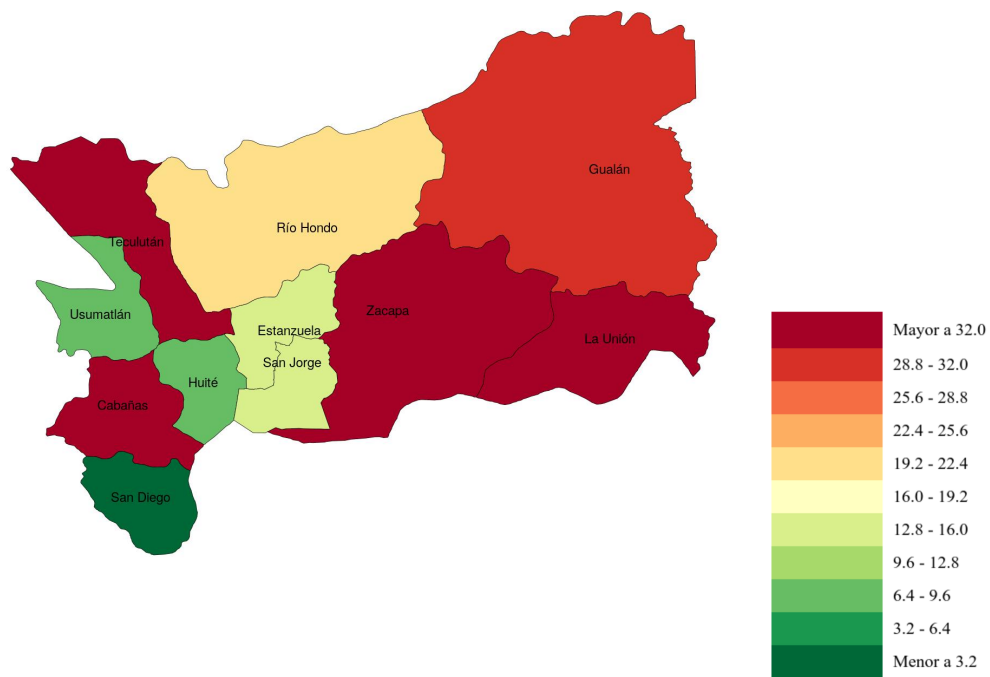 Gualán
Río Hondo
Teculután
Zacapa
Usumatlán
Estanzuela
La Unión
San Jorge
Huité
Cabañas
San Diego
Mayor a 32.0
28.8 - 32.0
25.6 - 28.8
22.4 - 25.6
19.2 - 22.4
16.0 - 19.2
12.8 - 16.0
9.6 - 12.8
6.4 - 9.6
3.2 - 6.4
Menor a 3.2